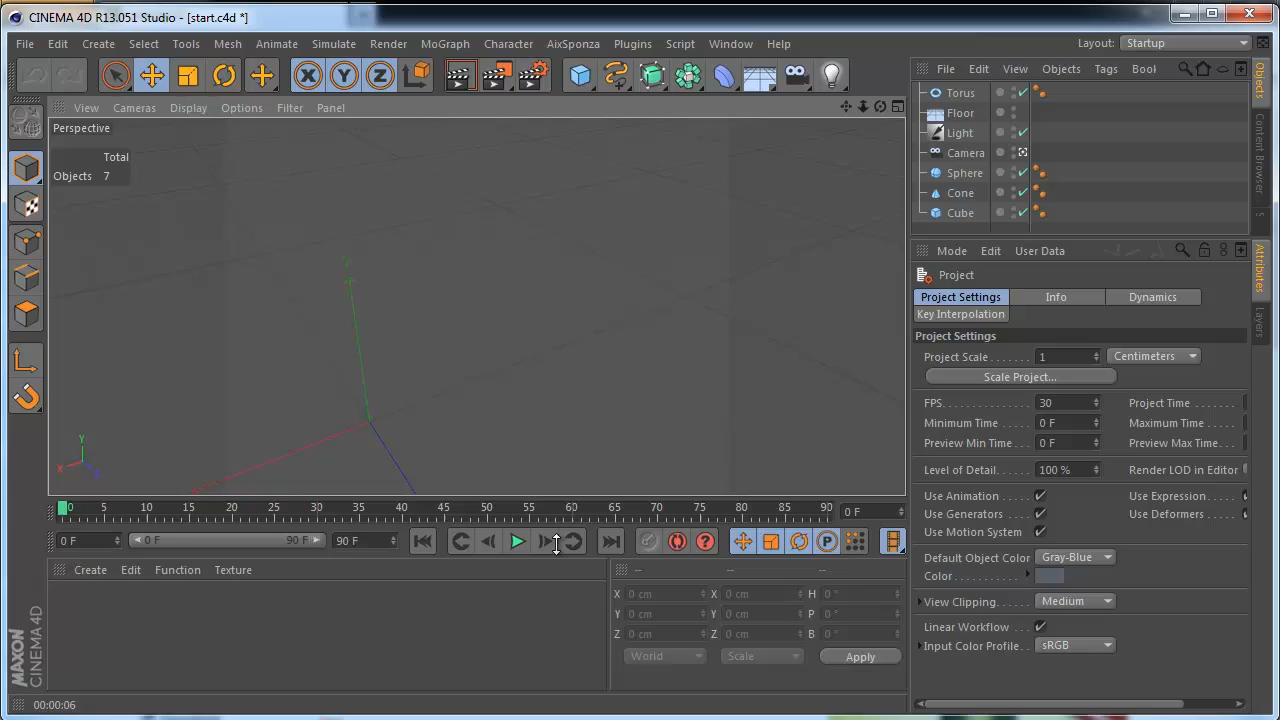 CINEMA 4D R13.051 Studio - [start.c4d *]
File Edit Create Select Tools Mesh Animate Simulate Render MoGraph Character AixSponza Plugins Script Window Help
Layout: Startup
File Edit View Objects Tags Book
View Cameras Display Options Filter Panel
Perspective
Total
Objects 7
Torus
Floor
Light
Camera
Sphere
Cone
Cube
Objects
Content Browser
S
Mode Edit User Data
Project
Project Settings Info Dynamics
Key Interpolation
Project Settings
Project Scale 1 Centimeters
Scale Project...
FPS 30 Project Time
Minimum Time 0 F Maximum Time
Preview Min Time 0 F Preview Max Time
Level of Detail 100 % Render LOD in Editor
Use Animation Use Expression
Use Generators Use Deformers
Use Motion System
Default Object Color Gray-Blue
Color
View Clipping Medium
Linear Workflow
Input Color Profile sRGB
Attributes
Layers
Y
X
0 5 10 15 20 25 30 35 40 45 50 55 60 65 70 75 80 85 90
0 F
0 F 0 F 90 F 90 F
Create Edit Function Texture
-- -- --
X 0 cm X 0 cm H 0 °
Y 0 cm Y 0 cm P 0 °
Z 0 cm Z 0 cm B 0 °
World Scale Apply
MAXON
CINEMA 4D
00:00:06